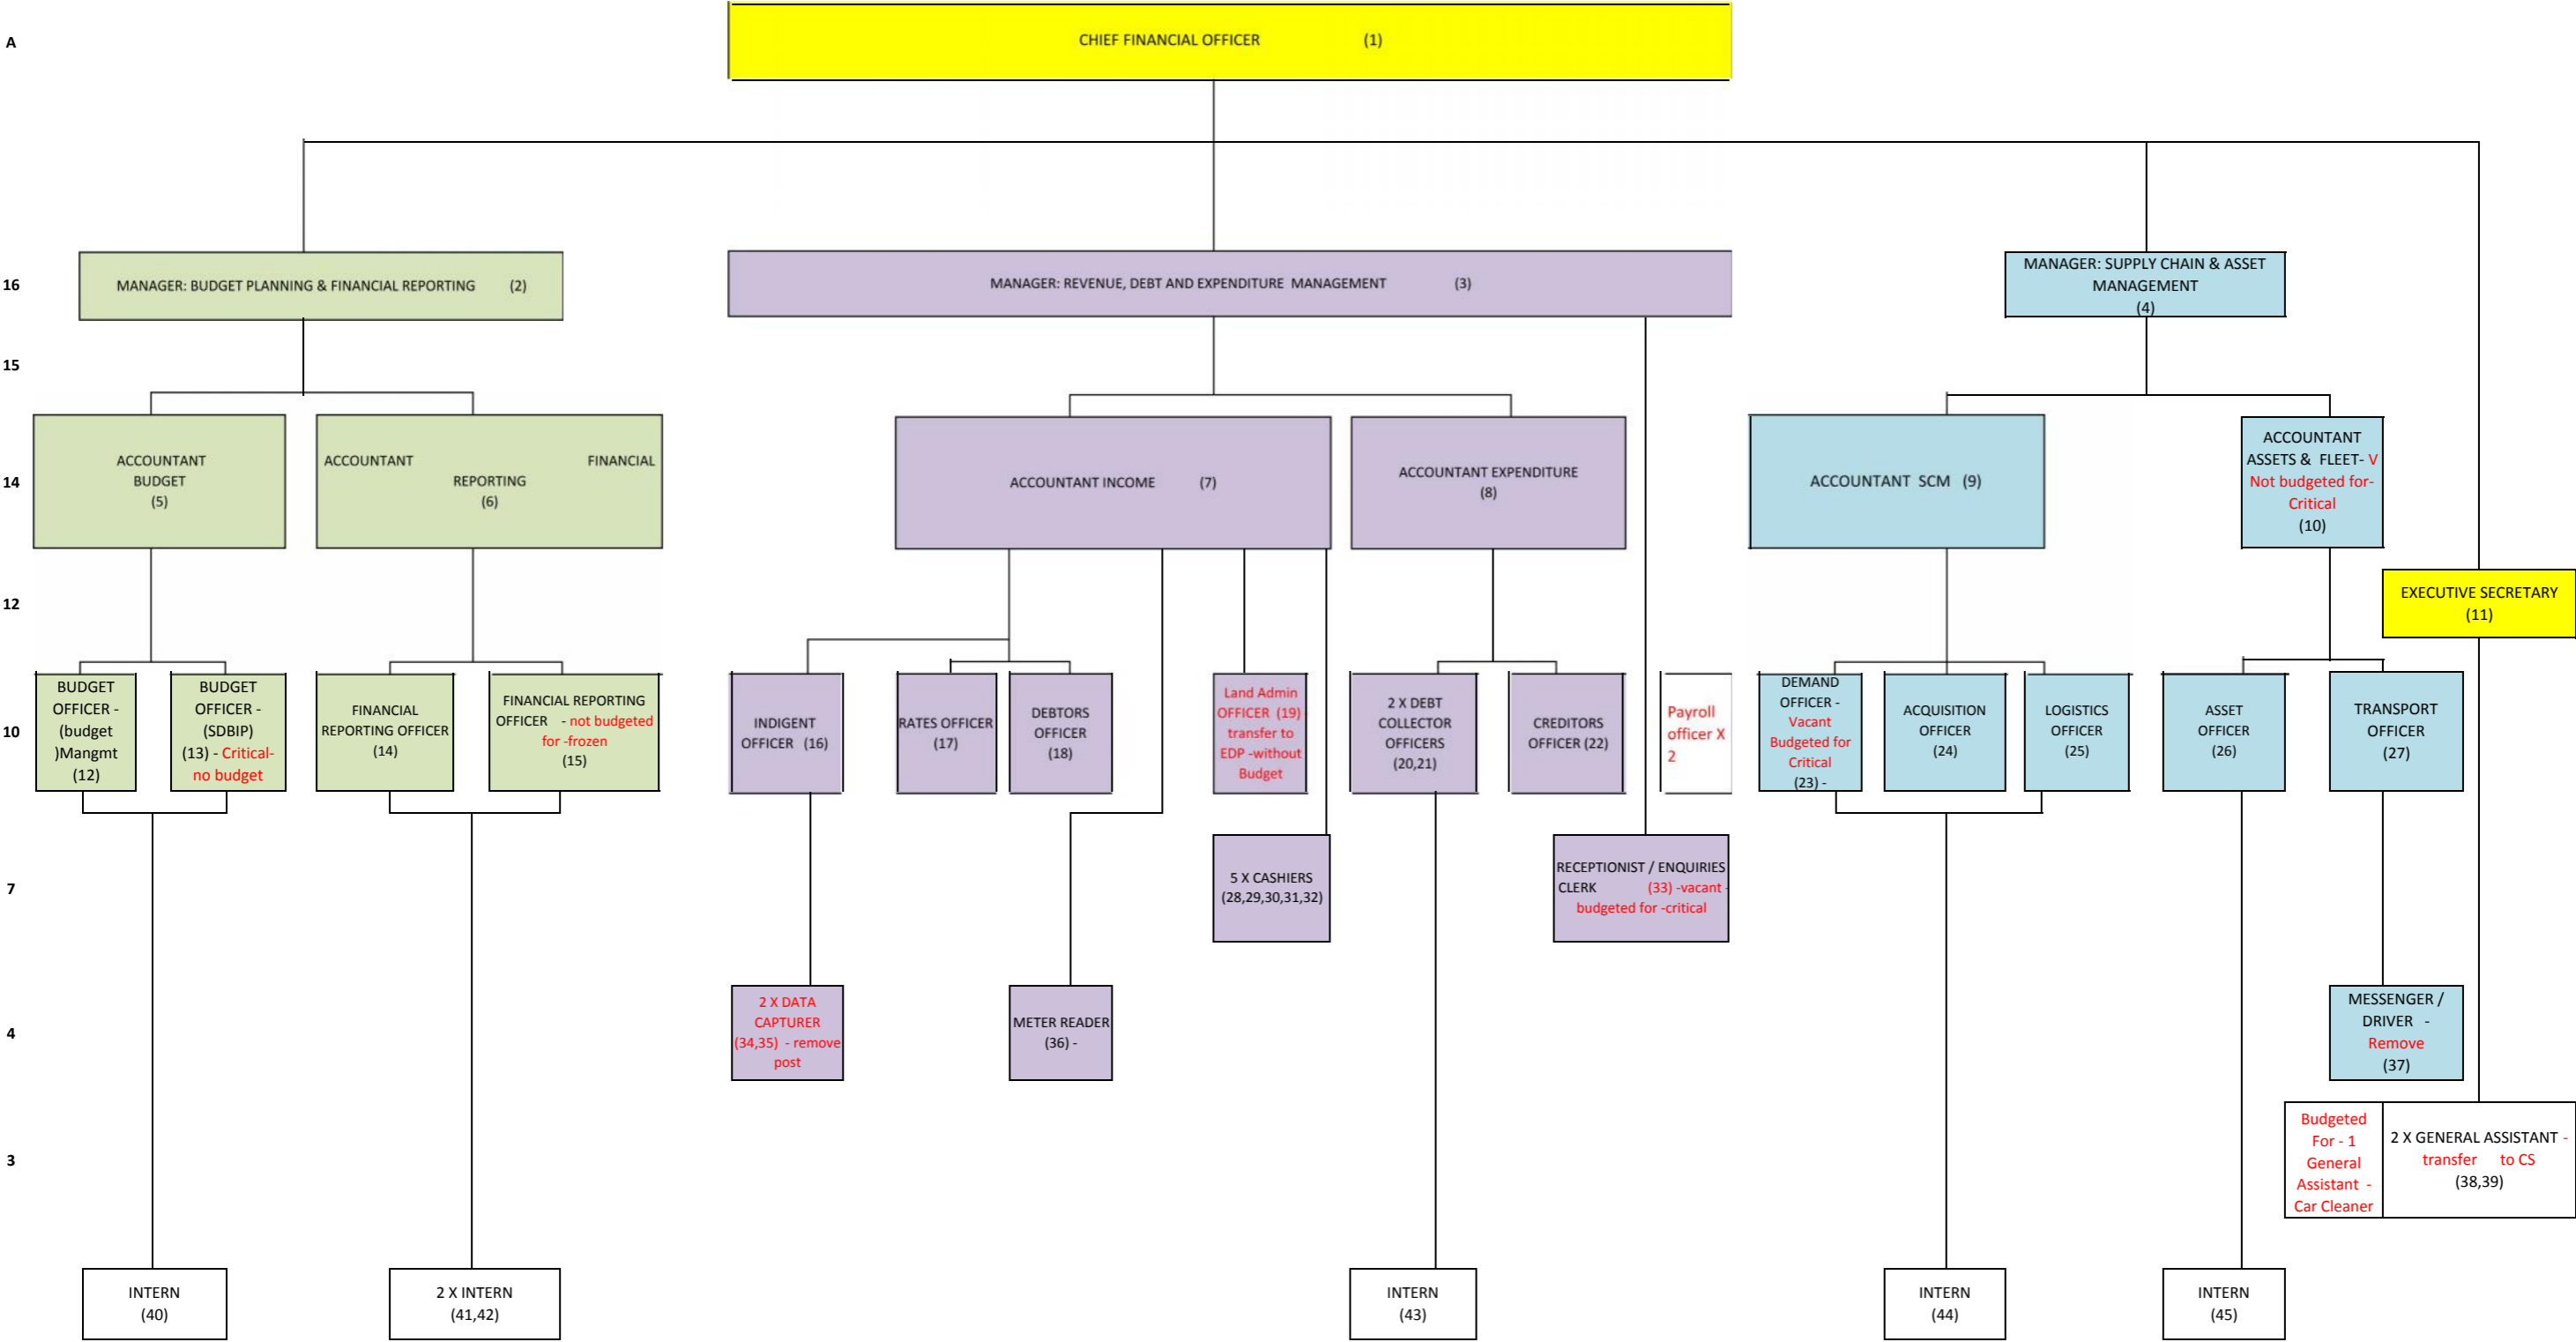 A
CHIEF FINANCIAL OFFICER (1)
16
MANAGER: BUDGET PLANNING & FINANCIAL REPORTING (2)
MANAGER: REVENUE, DEBT AND EXPENDITURE MANAGEMENT (3)
MANAGER: SUPPLY CHAIN & ASSET
MANAGEMENT
(4)
15
14
ACCOUNTANT
BUDGET
(5)
ACCOUNTANT FINANCIAL
REPORTING
(6)
ACCOUNTANT INCOME (7)
ACCOUNTANT EXPENDITURE
(8)
ACCOUNTANT SCM (9)
ACCOUNTANT
ASSETS & FLEET- V
Not budgeted for-
Critical
(10)
12
EXECUTIVE SECRETARY
(11)
10
BUDGET
OFFICER -
(budget
)Mangmt
(12)
BUDGET
OFFICER -
(SDBIP)
(13) - Critical-
no budget
FINANCIAL
REPORTING OFFICER
(14)
FINANCIAL REPORTING
OFFICER - not budgeted
for -frozen
(15)
INDIGENT
OFFICER (16)
RATES OFFICER
(17)
DEBTORS
OFFICER
(18)
Land Admin
OFFICER (19) -
transfer to
EDP -without
Budget
2 X DEBT
COLLECTOR
OFFICERS
(20,21)
CREDITORS
OFFICER (22)
Payroll
officer X
2
DEMAND
OFFICER -
Vacant
Budgeted for
Critical
(23) -
ACQUISITION
OFFICER
(24)
LOGISTICS
OFFICER
(25)
ASSET
OFFICER
(26)
TRANSPORT
OFFICER
(27)
7
5 X CASHIERS
(28,29,30,31,32)
RECEPTIONIST / ENQUIRIES
CLERK (33) -vacant -
budgeted for -critical
4
2 X DATA
CAPTURER
(34,35) - remove
post
METER READER
(36) -
MESSENGER /
DRIVER -
Remove
(37)
3
Budgeted
For - 1
General
Assistant -
Car Cleaner
2 X GENERAL ASSISTANT -
transfer to CS
(38,39)
INTERN
(40)
2 X INTERN
(41,42)
INTERN
(43)
INTERN
(44)
INTERN
(45)